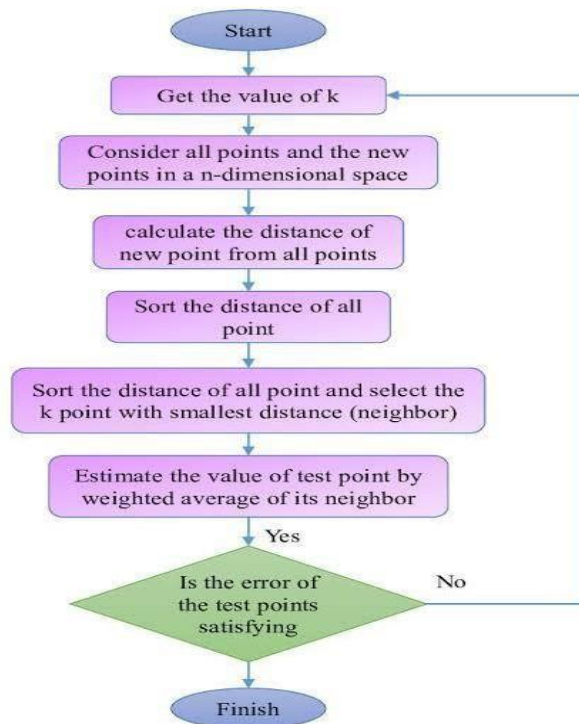 Start
Get the value of k
Consider all points and the new
points in a n-dimensional space
calculate the distance of
new point from all points
Sort the distance of all
point
Sort the distance of all point and select the
k point with smallest distance (neighbor)
Estimate the value of test point by
weighted average of its neighbor
Yes
Is the error of
the test points
satisfying
No
Finish